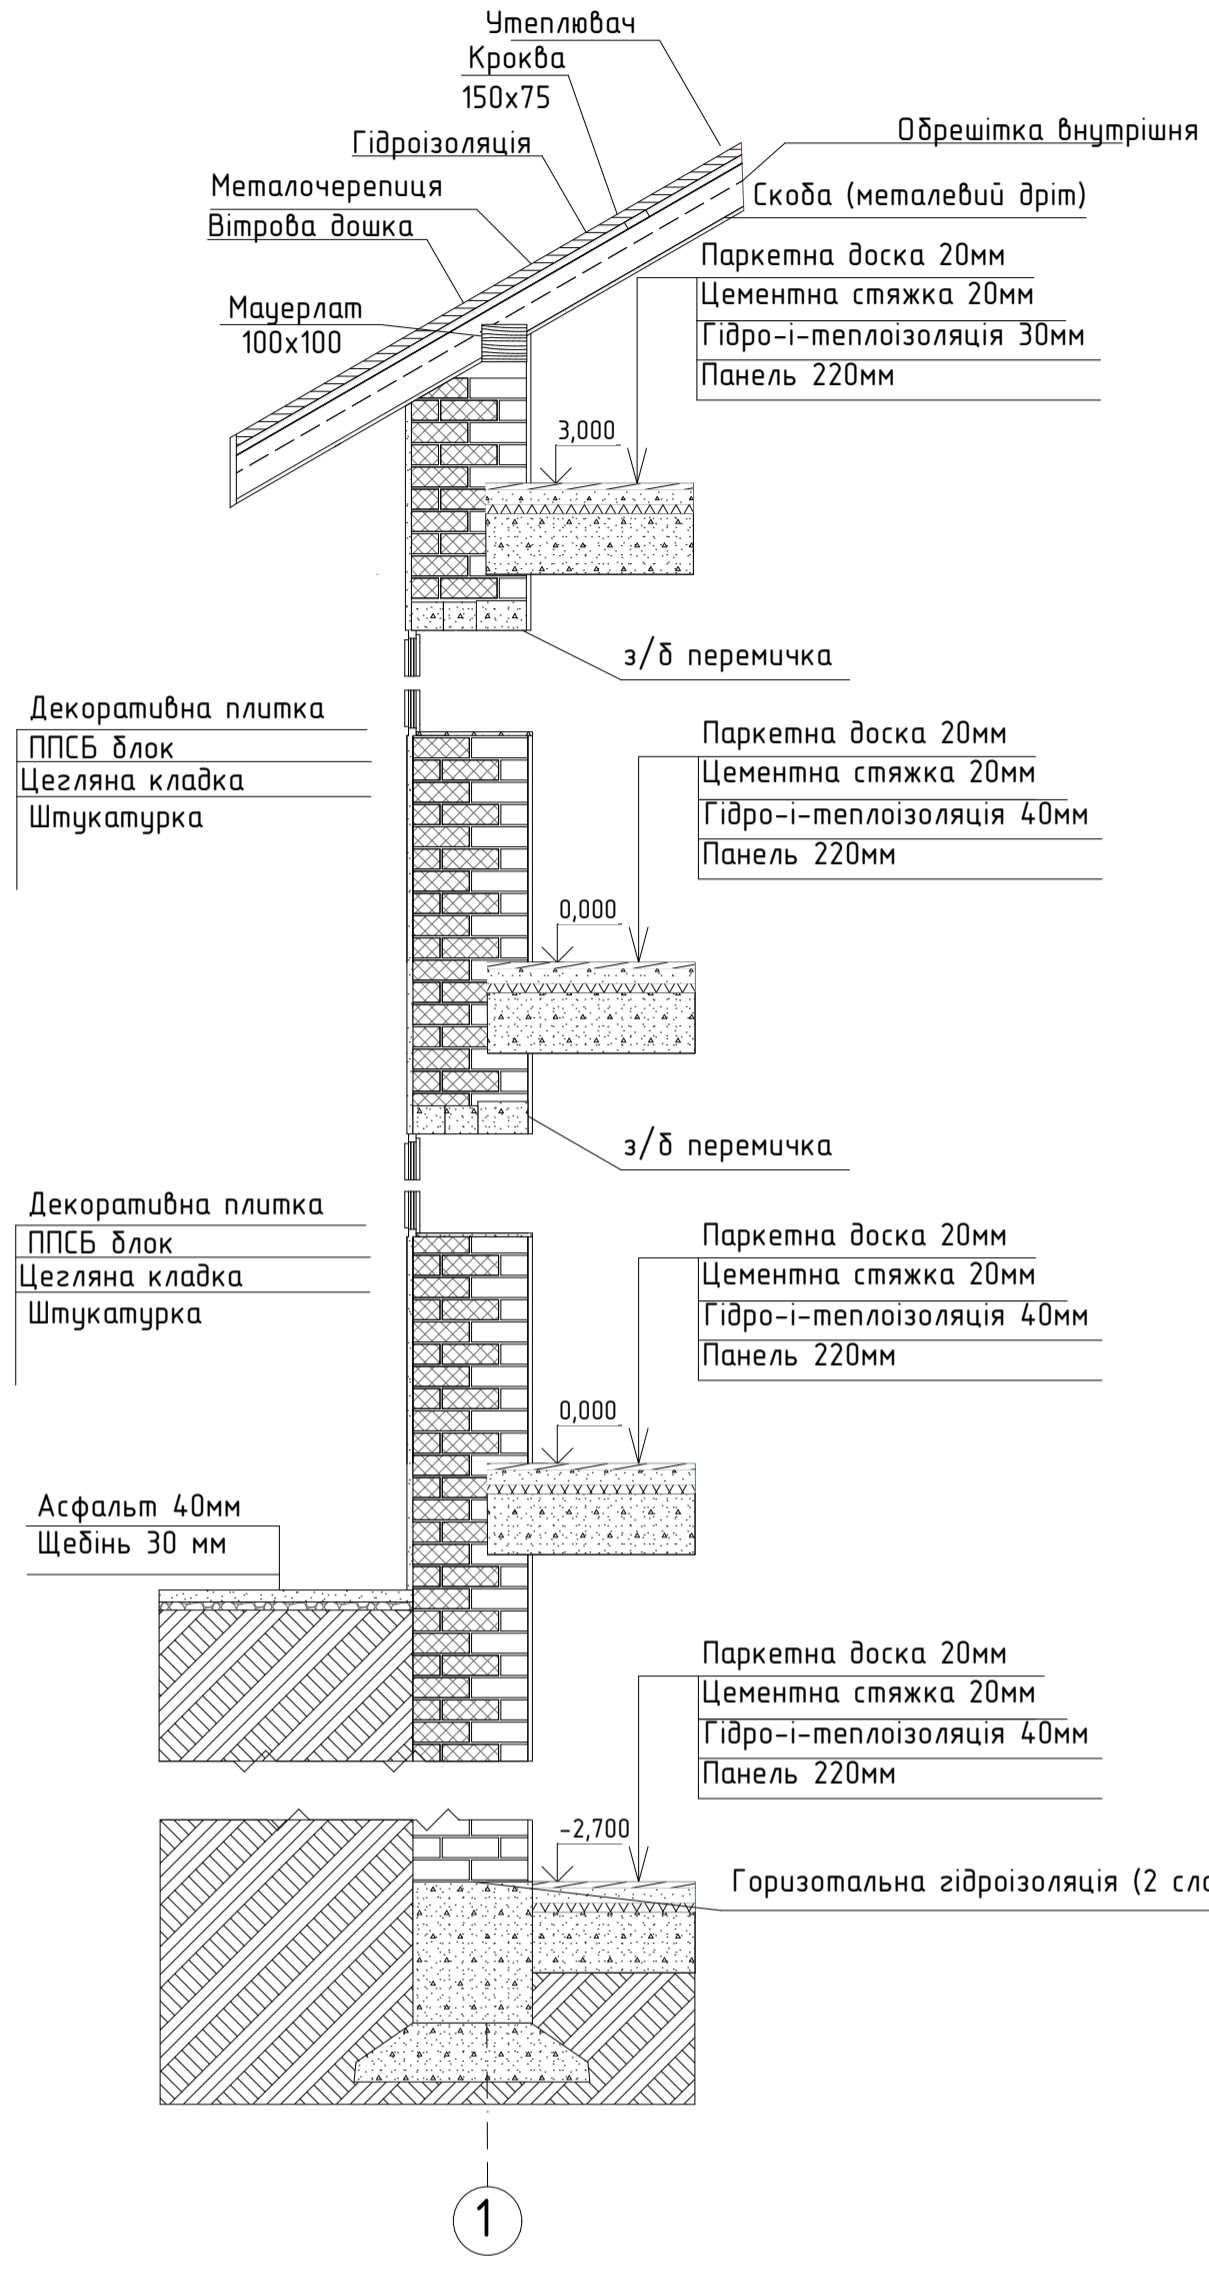 Утеплювач
Кроква
150х75
Обрешітка внутрішня
Гідроізоляція
Металочерепиця
Скоба (металевий дріт)
Вітрова дошка
Мауерлат
100х100
Паркетна доска 20мм
Цементна стяжка 20мм
Гідро-і-теплоізоляція 30мм
Панель 220мм
3,000
з/б перемичка
Декоративна плитка
ППСБ блок
Цегляна кладка
Штукатурка
Паркетна доска 20мм
Цементна стяжка 20мм
Гідро-і-теплоізоляція 40мм
Панель 220мм
0,000
з/б перемичка
Декоративна плитка
ППСБ блок
Цегляна кладка
Штукатурка
Паркетна доска 20мм
Цементна стяжка 20мм
Гідро-і-теплоізоляція 40мм
Панель 220мм
0,000
Асфальт 40мм
Щебінь 30 мм
Паркетна доска 20мм
Цементна стяжка 20мм
Гідро-і-теплоізоляція 40мм
Панель 220мм
-2,700
Горизотальна гідроізоляція (2
1